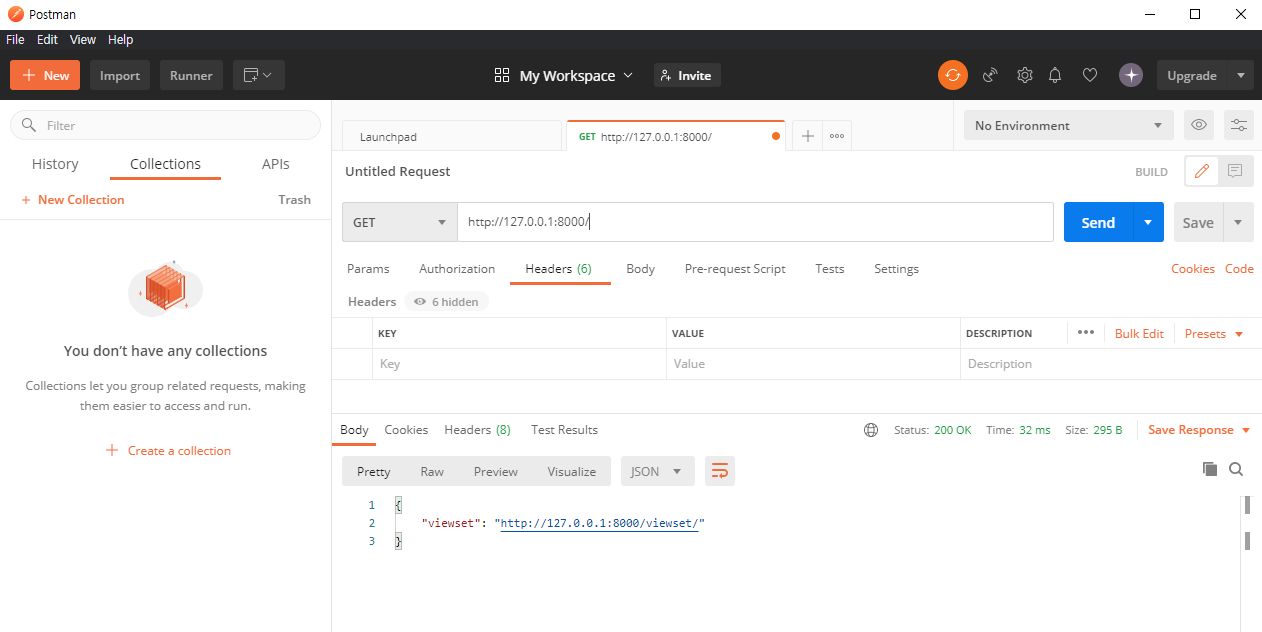 Postman
File Edit View Help
+ New Import Runner My Workspace Invite Upgrade
Filter
History Collections APIs
+ New Collection Trash
You don’t have any collections
Collections let you group related requests, making
them easier to access and run.
+ Create a collection
Launchpad GET http://127.0.0.1:8000/ + ooo No Environment
Untitled Request BUILD
GET http://127.0.0.1:8000/ Send Save
Params Authorization Headers (6) Body Pre-request Script Tests Settings Cookies Code
Headers 6 hidden
KEY VALUE DESCRIPTION ••• Bulk Edit Presets
Key Value Description
Body Cookies Headers (8) Test Results Status: 200 OK Time: 32 ms Size: 295 B Save Response
Pretty Raw Preview Visualize JSON
1 {
2 "viewset": "http://127.0.0.1:8000/viewset/"
3 }